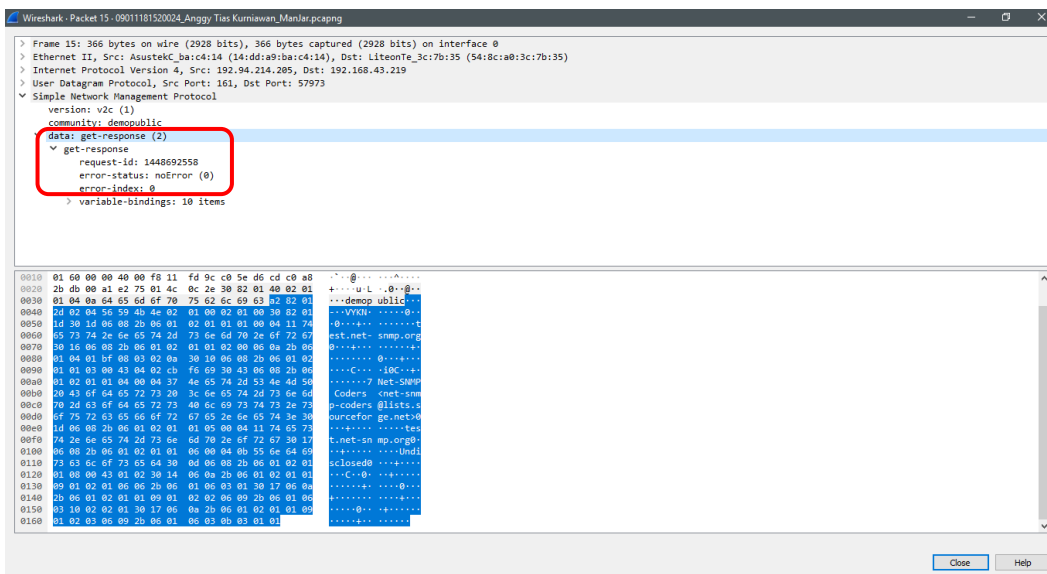 Wireshark · Packet 15 · 09011181520024_Anggy Tias Kurniawan_ManJar.pcapng
> Frame 15: 366 bytes on wire (2928 bits), 366 bytes captured (2928 bits) on interface 0
> Ethernet II, Src: AsustekC_ba:c4:14 (14:dd:a9:ba:c4:14), Dst: LiteonTe_3c:7b:35 (54:8c:a0:3c:7b:35)
> Internet Protocol Version 4, Src: 192.94.214.205, Dst: 192.168.43.219
> User Datagram Protocol, Src Port: 161, Dst Port: 57973
Simple Network Management Protocol
version: v2c (1)
community: demopublic
data: get-response (2)
get-response
request-id: 1448692558
error-status: noError (0)
error-index: 0
> variable-bindings: 10 items
0010 01 60 00 00 40 00 f8 11 fd 9c c0 5e d6 cd c0 a8 ·`··@··· ···^····
0020 2b db 00 a1 e2 75 01 4c 0c 2e 30 82 01 40 02 01 +····u·L ·.0··@··
0030 01 04 0a 64 65 6d 6f 70 75 62 6c 69 63 a2 82 01 ···demop ublic···
0040 2d 02 04 56 59 4b 4e 02 01 00 02 01 00 30 82 01 -··VYKN· ·····0··
0050 1d 30 1d 06 08 2b 06 01 02 01 01 01 00 04 11 74 ·0···+·· ·······t
0060 65 73 74 2e 6e 65 74 2d 73 6e 6d 70 2e 6f 72 67 est.net- snmp.org
0070 30 16 06 08 2b 06 01 02 01 01 02 00 06 0a 2b 06 0···+··· ······+·
0080 01 04 01 bf 08 03 02 0a 30 10 06 08 2b 06 01 02 ········ 0···+···
0090 01 01 03 00 43 04 02 cb f6 69 30 43 06 08 2b 06 ····C··· ·i0C··+·
00a0 01 02 01 01 04 00 04 37 4e 65 74 2d 53 4e 4d 50 ·······7 Net-SNMP
00b0 20 43 6f 64 65 72 73 20 3c 6e 65 74 2d 73 6e 6d Coders <net-snm
00c0 70 2d 63 6f 64 65 72 73 40 6c 69 73 74 73 2e 73 p-coders @lists.s
00d0 6f 75 72 63 65 66 6f 72 67 65 2e 6e 65 74 3e 30 ourcefor ge.net>0
00e0 1d 06 08 2b 06 01 02 01 01 05 00 04 11 74 65 73 ···+···· ·····tes
00f0 74 2e 6e 65 74 2d 73 6e 6d 70 2e 6f 72 67 30 17 t.net-sn mp.org0·
0100 06 08 2b 06 01 02 01 01 06 00 04 0b 55 6e 64 69 ··+····· ····Undi
0110 73 63 6c 6f 73 65 64 30 0d 06 08 2b 06 01 02 01 sclosed0 ···+····
0120 01 08 00 43 01 02 30 14 06 0a 2b 06 01 02 01 01 ···C··0· ··+·····
0130 09 01 02 01 06 06 2b 06 01 06 03 01 30 17 06 0a ······+· ····0···
0140 2b 06 01 02 01 01 09 01 02 02 06 09 2b 06 01 06 +······· ····+···
0150 03 10 02 02 01 30 17 06 0a 2b 06 01 02 01 01 09 ·····0·· ·+······
0160 01 02 03 06 09 2b 06 01 06 03 0b 03 01 01 ·····+·· ······
Close Help